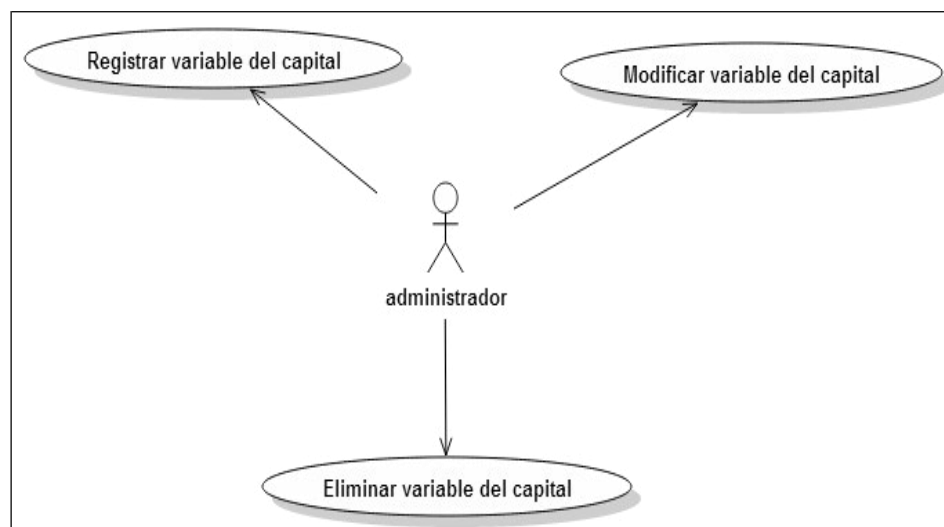 Registrar variable del capital
Modificar variable del capital
administrador
Eliminar variable del capital